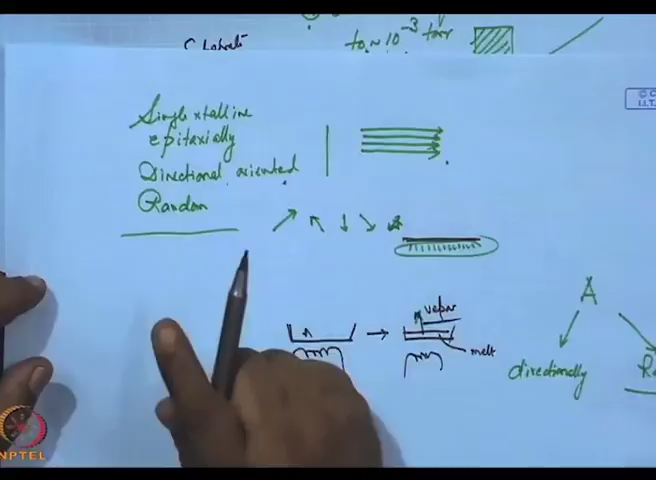 to ~ 10⁻³ torr
Single xtalline
epitaxially
Directional oriented
Random
vapor
A
melt
directionally
© C
I.I.T.
NPTEL